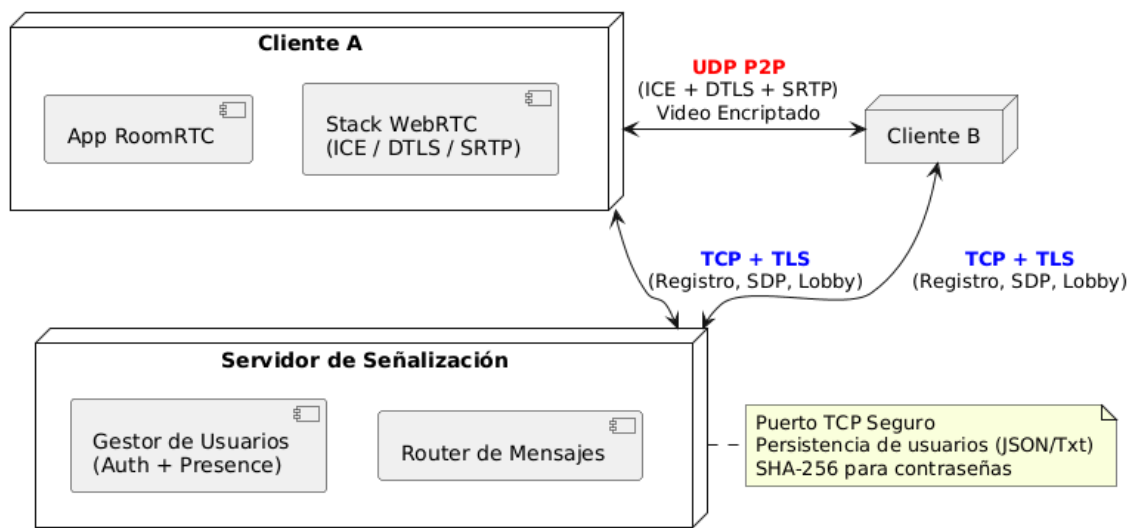 Cliente A
App RoomRTC
Stack WebRTC
(ICE / DTLS / SRTP)
UDP P2P
(ICE + DTLS + SRTP)
Video Encriptado
Cliente B
TCP + TLS
(Registro, SDP, Lobby)
TCP + TLS
(Registro, SDP, Lobby)
Servidor de Señalización
Gestor de Usuarios
(Auth + Presence)
Router de Mensajes
Puerto TCP Seguro
Persistencia de usuarios (JSON/Txt)
SHA-256 para contraseñas